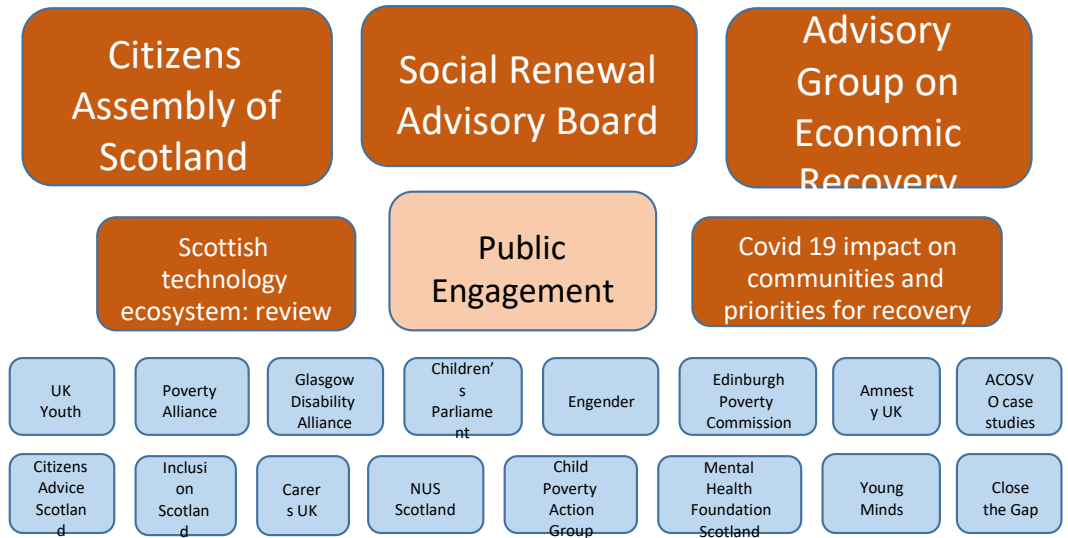 Citizens
Assembly of
Scotland
Social Renewal
Advisory Board
Advisory
Group on
Economic
Recovery
Scottish
technology
ecosystem: review
Public
Engagement
Covid 19 impact on
communities and
priorities for recovery
UK
Youth
Poverty
Alliance
Glasgow
Disability
Alliance
Children’
s
Parliame
nt
Engender
Edinburgh
Poverty
Commission
Amnest
y UK
ACOSV
O case
studies
Citizens
Advice
Scotlan
d
Inclusi
on
Scotlan
d
Carer
s UK
NUS
Scotland
Child
Poverty
Action
Group
Mental
Health
Foundation
Scotland
Young
Minds
Close
the Gap